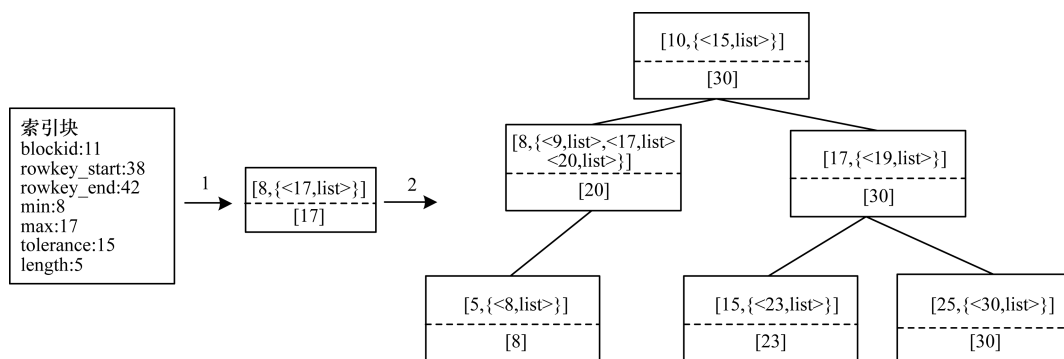 索引块
blockid:11
rowkey_start:38
rowkey_end:42
min:8
max:17
tolerance:15
length:5
1
[8,{<17,list>}]
[17]
2
[10,{<15,list>}]
[30]
[8,{<9,list>,<17,list>
<20,list>}]
[20]
[17,{<19,list>}]
[30]
[5,{<8,list>}]
[8]
[15,{<23,list>}]
[23]
[25,{<30,list>}]
[30]